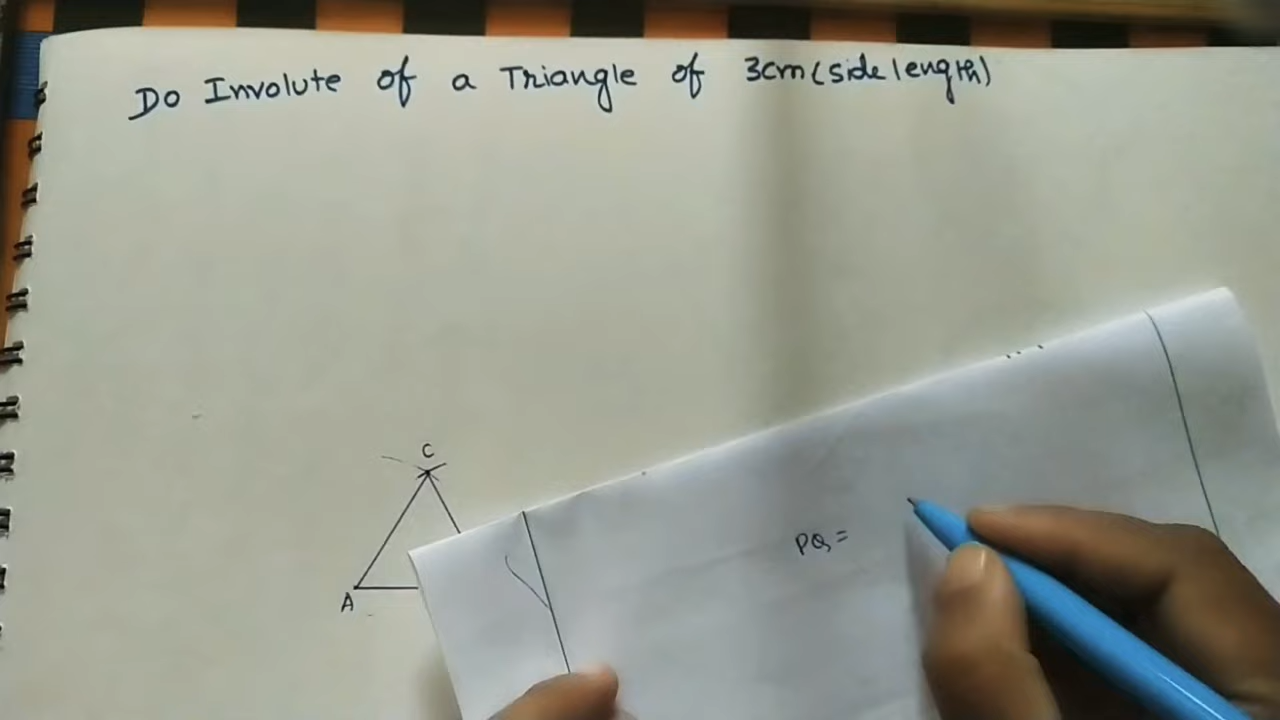 Do Involute of a Triangle of 3cm (side length)
C
PQ =
A